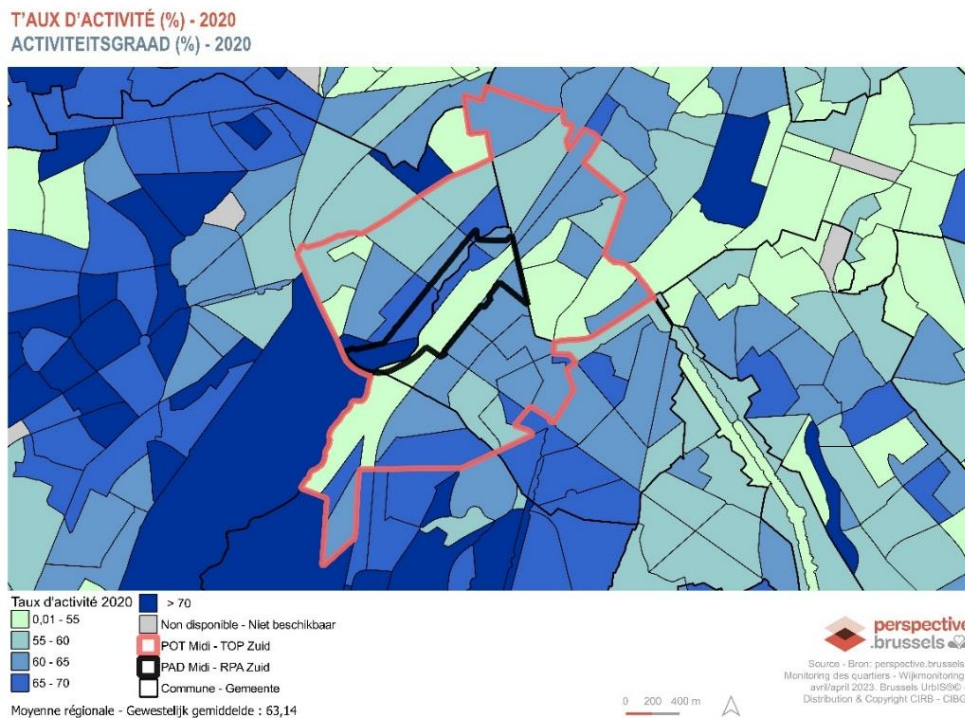 T'AUX D'ACTIVITÉ (%) - 2020
ACTIVITEITSGRAAD (%) - 2020
Taux d'activité 2020
0,01 - 55
55 - 60
60 - 65
65 - 70
> 70
Non disponible - Niet beschikbaar
POT Midi - TOP Zuid
PAD Midi - RPA Zuid
Commune - Gemeente
Moyenne régionale - Gewestelijk gemiddelde : 63,14
0 200 400 m
perspective
.brussels
Source - Bron: perspective.brussels
Monitoring des quartiers - Wijkmonitoring
avril/april 2023. Brussels UrbIS®©
Distribution & Copyright CIRB - CIBG